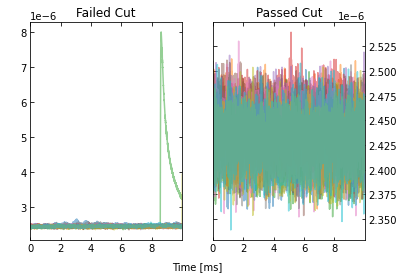 Failed Cut
Passed Cut
1e−6
1e−6
8
7
6
5
4
3
2.525
2.500
2.475
2.450
2.425
2.400
2.375
2.350
0 2 4 6 8
0 2 4 6 8
Time [ms]